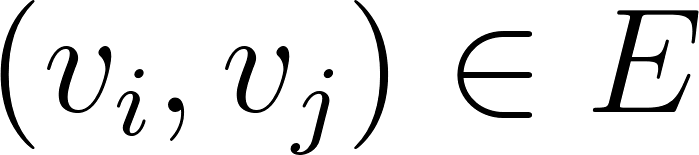 (v_i, v_j) ∈ E